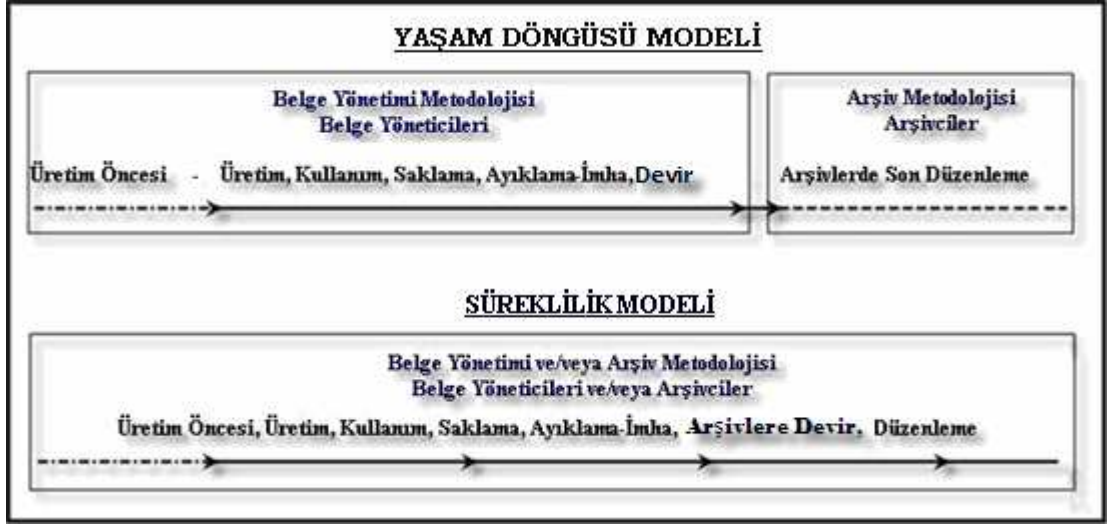 YAŞAM DÖNGÜSÜ MODELİ
Belge Yönetimi Metodolojisi
Belge Yöneticileri
Üretim Öncesi - Üretim, Kullanım, Saklama, Ayıklama-İmha,Devir
Arşiv Metodolojisi
Arşivciler
Arşivlerde Son Düzenleme
SÜREKLİLİK MODELİ
Belge Yönetimi ve/veya Arşiv Metodolojisi
Belge Yöneticileri ve/veya Arşivciler
Üretim Öncesi, Üretim, Kullanım, Saklama, Ayıklama-İmha, Arşivlere Devir, Düzenleme